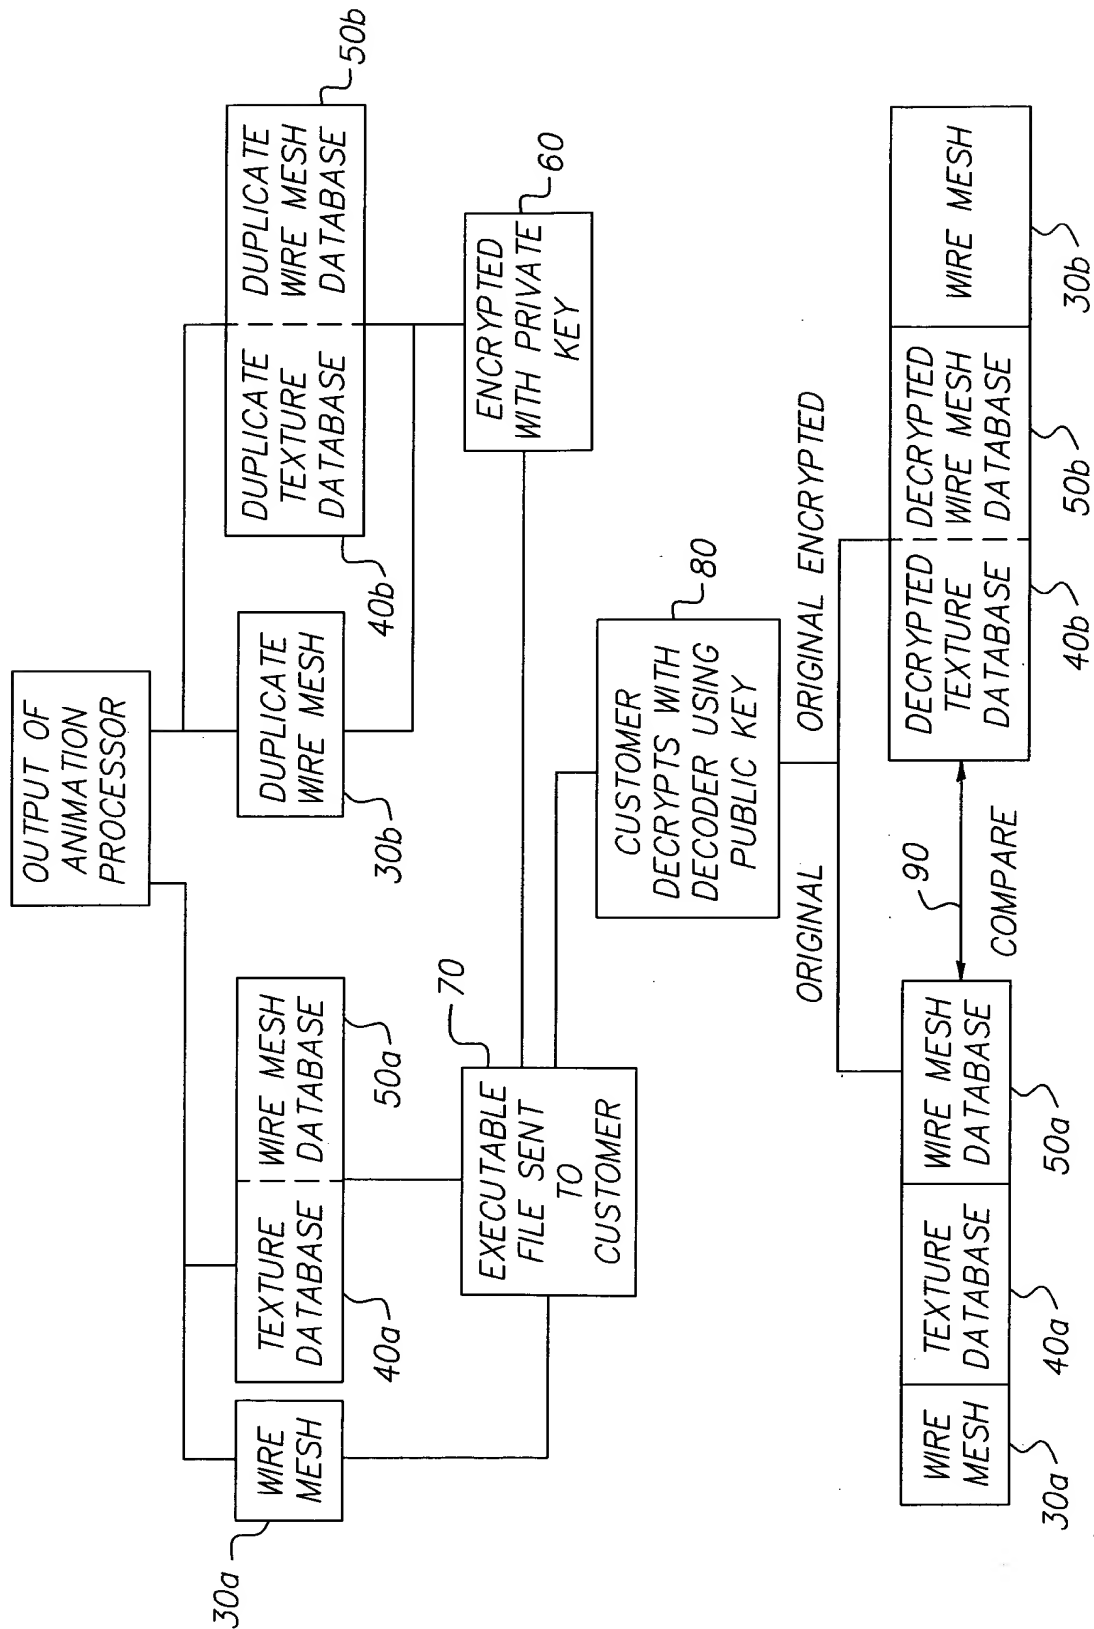 OUTPUT OF
ANIMATION
PROCESSOR
30a
WIRE
MESH
TEXTURE
DATABASE
40a
WIRE MESH
DATABASE
50a
DUPLICATE
WIRE MESH
30b
DUPLICATE
TEXTURE
DATABASE
40b
DUPLICATE
WIRE MESH
DATABASE
50b
ENCRYPTED
WITH PRIVATE
KEY
60
EXECUTABLE
FILE SENT
TO
CUSTOMER
70
CUSTOMER
DECRYPTS WITH
DECODER USING
PUBLIC KEY
80
ORIGINAL
ORIGINAL ENCRYPTED
WIRE
MESH
30a
TEXTURE
DATABASE
40a
WIRE MESH
DATABASE
50a
90
COMPARE
DECRYPTED
TEXTURE
DATABASE
40b
DECRYPTED
WIRE MESH
DATABASE
50b
WIRE MESH
30b